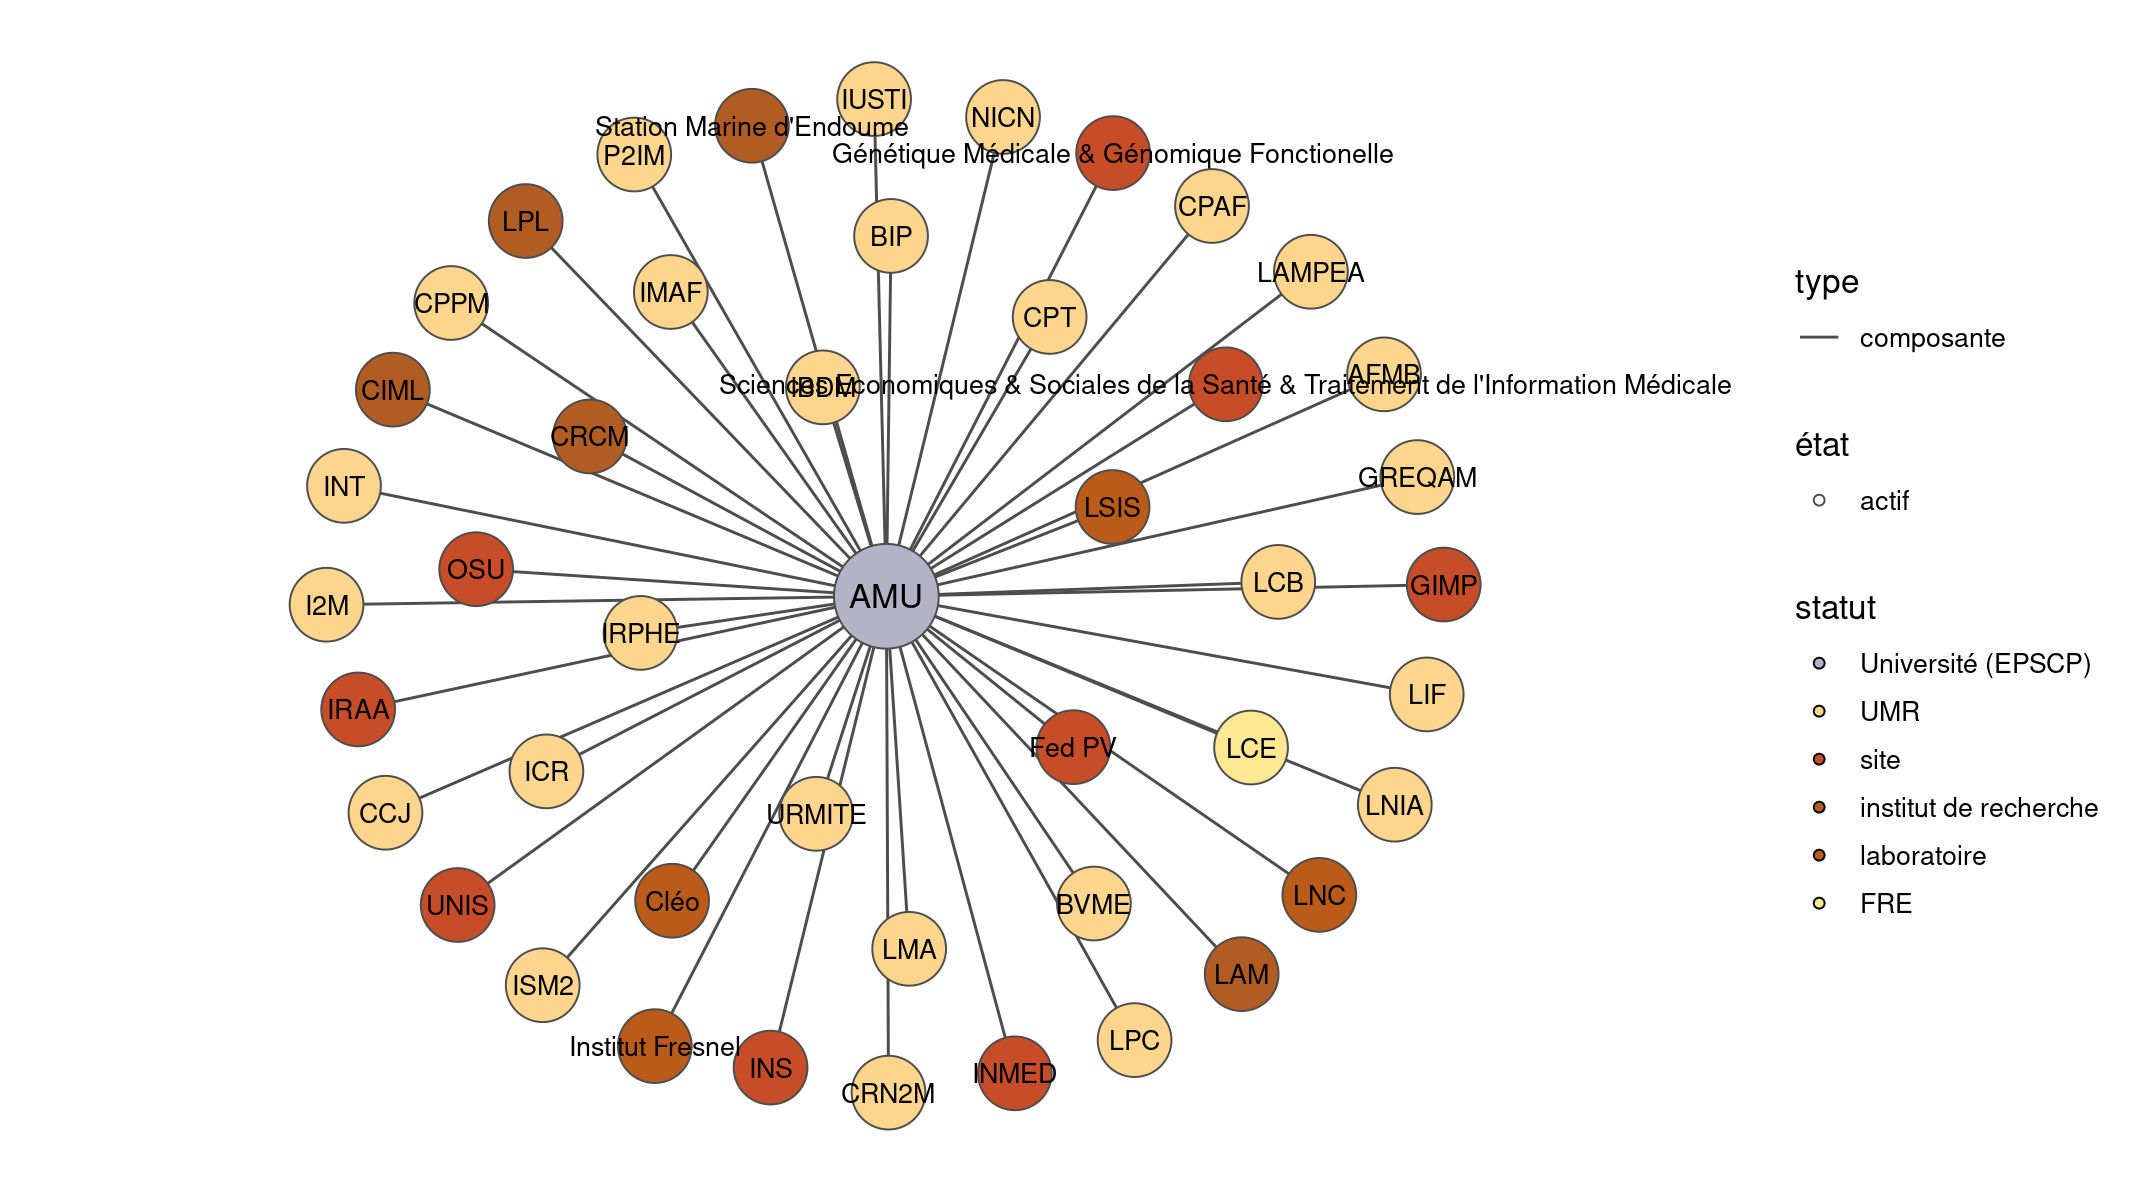 IUSTI
NICN
Station Marine d'Endoume
P2IM
Génétique Médicale & Génomique Fonctionelle
CPAF
LPL
BIP
LAMPEA
IMAF
CPPM
CPT
AFMB
Sciences Economiques & Sociales de la Santé & Traitement de l'Information Médicale
IBDM
CIML
CRCM
GREQAM
INT
LSIS
OSU
LCB
GIMP
AMU
I2M
IRPHE
LIF
IRAA
Fed PV
LCE
ICR
LNIA
CCJ
URMITE
LNC
Cléo
BVME
UNIS
LMA
LAM
ISM2
LPC
Institut Fresnel
INS
INMED
CRN2M
type
composante
état
actif
statut
Université (EPSCP)
UMR
site
institut de recherche
laboratoire
FRE